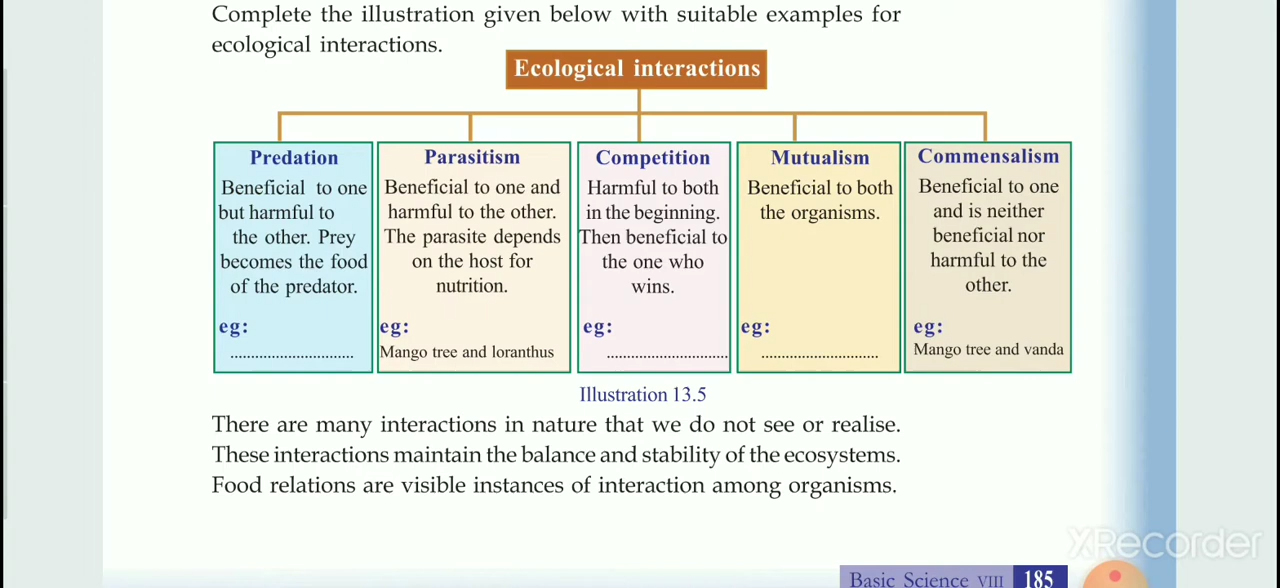 Complete the illustration given below with suitable examples for
ecological interactions.
Ecological interactions
Predation
Beneficial to one
but harmful to
the other. Prey
becomes the food
of the predator.
eg:
..............................
Parasitism
Beneficial to one and
harmful to the other.
The parasite depends
on the host for
nutrition.
eg:
Mango tree and loranthus
Competition
Harmful to both
in the beginning.
Then beneficial to
the one who
wins.
eg:
..............................
Mutualism
Beneficial to both
the organisms.
eg:
............................
Commensalism
Beneficial to one
and is neither
beneficial nor
harmful to the
other.
eg:
Mango tree and vanda
Illustration 13.5
There are many interactions in nature that we do not see or realise.
These interactions maintain the balance and stability of the ecosystems.
Food relations are visible instances of interaction among organisms.
XRecorder
Basic Science VIII 185